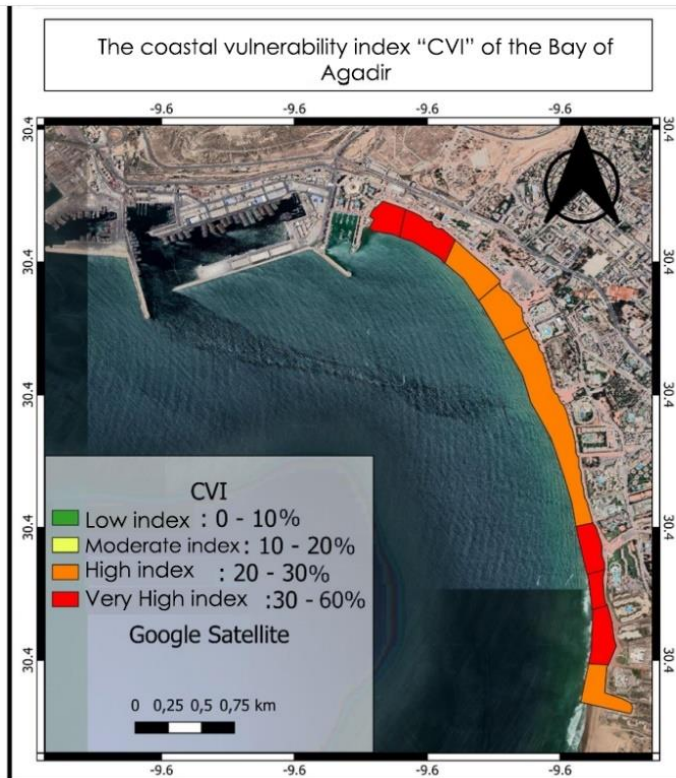 The coastal vulnerability index “CVI” of the Bay of
Agadir
-9.6 -9.6 -9.6 -9.6
30.4 30.4
30.4 30.4
30.4 30.4
30.4 30.4
30.4 30.4
CVI
Low index : 0 - 10%
Moderate index : 10 - 20%
High index : 20 - 30%
Very High index :30 - 60%
Google Satellite
0 0,25 0,5 0,75 km
-9.6 -9.6 -9.6 -9.6